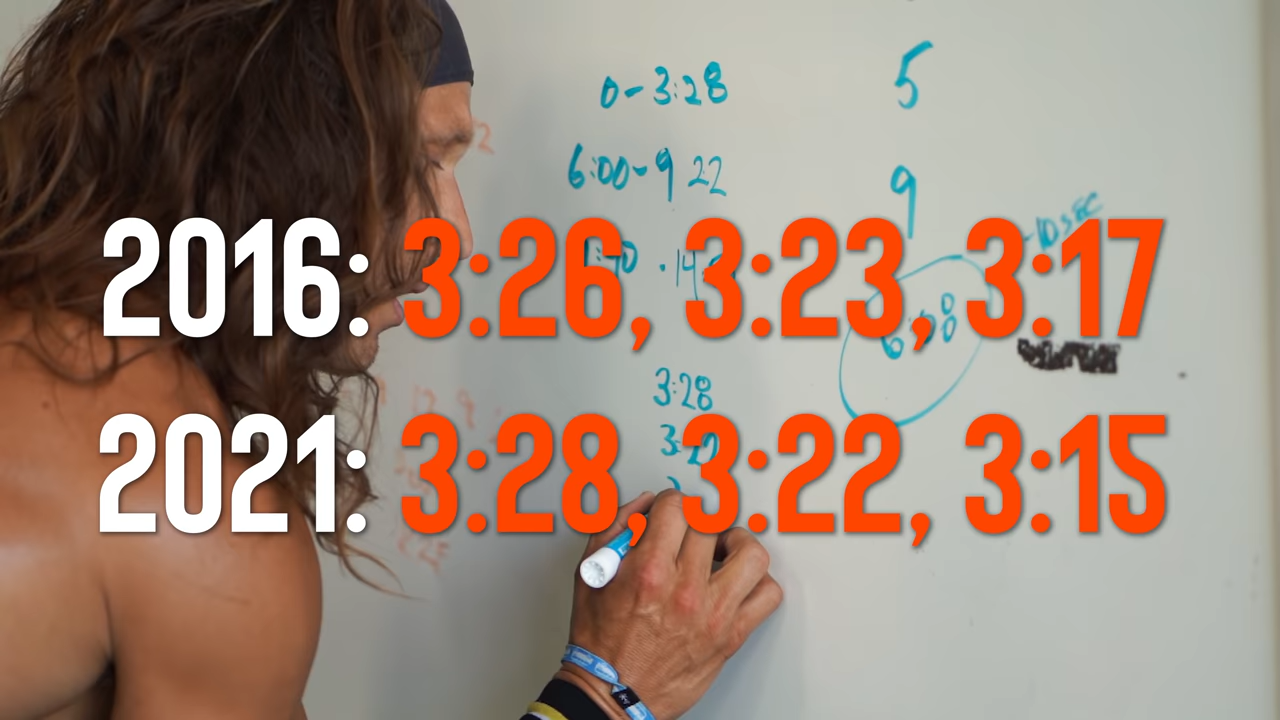 0-3:28 5
6:00-9 22 9
-10 SEC
2016: 3:26, 3:23, 3:17
3:28
2021: 3:28, 3:22, 3:15